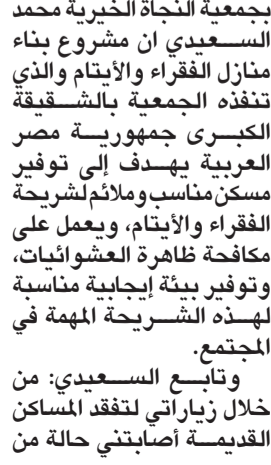 بجمعية النجاة الخيرية محمد
السعيدي ان مشروع بناء
منازل الفقراء والأيتام والذي
تنفذه الجمعية بالشقيقة
الكبرى جمهورية مصر
العربية يهدف إلى توفير
مسكن مناسب وملائم لشريحة
الفقراء والأيتام، ويعمل على
مكافحة ظاهرة العشوائيات،
وتوفير بيئة إيجابية مناسبة
لهذه الشريحة المهمة في
المجتمع.
وتابع السعيدي: من
خلال زياراتي لتفقد المساكن
القديمة أصابتني حالة من